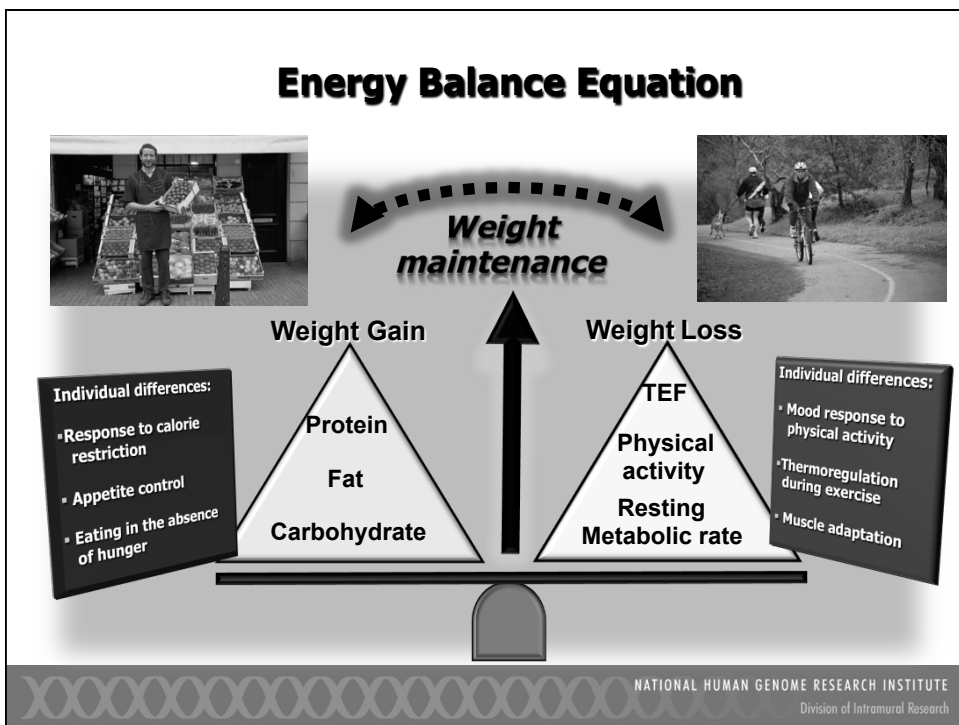 Energy Balance Equation
Weight
maintenance
Weight Gain
Weight Loss
Individual differences:
▪Response to calorie
restriction
▪ Appetite control
▪ Eating in the absence
of hunger
Protein
Fat
Carbohydrate
TEF
Physical
activity
Resting
Metabolic rate
Individual differences:
▪ Mood response to
physical activity
▪Thermoregulation
during exercise
▪ Muscle adaptation
NATIONAL HUMAN GENOME RESEARCH INSTITUTE
Division of Intramural Research